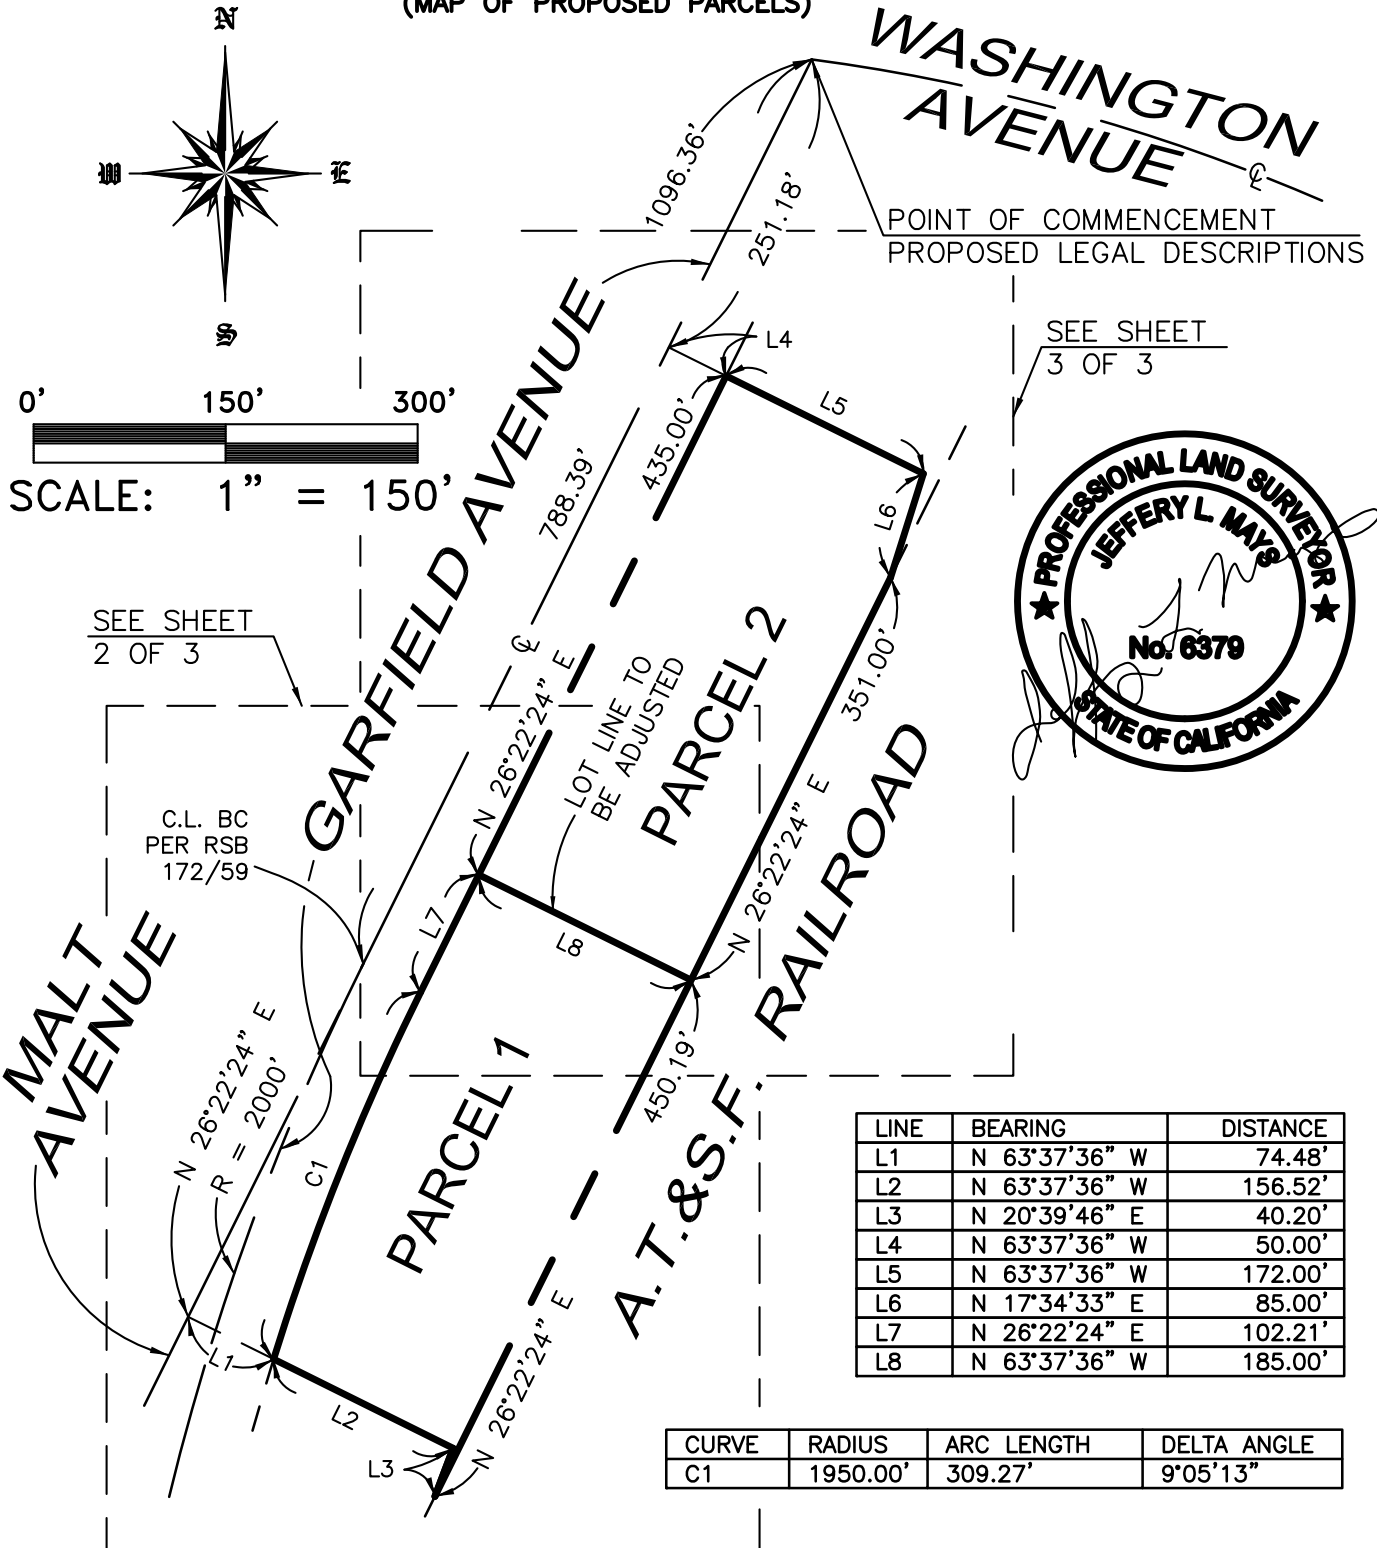 (MAP OF PROPOSED PARCELS)
N
W
E
S
WASHINGTON
AVENUE
℄
1096.36'
251.18'
POINT OF COMMENCEMENT
PROPOSED LEGAL DESCRIPTIONS
SEE SHEET
3 OF 3
L4
L5
L6
0' 150' 300'
SCALE: 1" = 150'
GARFIELD AVENUE
435.00'
788.39'
℄
PROFESSIONAL LAND SURVEYOR
JEFFERY L. MAYS
No. 6379
STATE OF CALIFORNIA
SEE SHEET
2 OF 3
N 26°22'24" E
LOT LINE TO
BE ADJUSTED
PARCEL 2
351.00'
N 26°22'24" E
A.T.&S.F. RAILROAD
C.L. BC
PER RSB
172/59
L7
L8
MALT
AVENUE
N 26°22'24" E
R = 2000'
C1
PARCEL 1
450.19'
N 26°22'24" E
L1
L2
L3
LINE BEARING DISTANCE
L1 N 63°37'36" W 74.48'
L2 N 63°37'36" W 156.52'
L3 N 20°39'46" E 40.20'
L4 N 63°37'36" W 50.00'
L5 N 63°37'36" W 172.00'
L6 N 17°34'33" E 85.00'
L7 N 26°22'24" E 102.21'
L8 N 63°37'36" W 185.00'
CURVE RADIUS ARC LENGTH DELTA ANGLE
C1 1950.00' 309.27' 9°05'13"